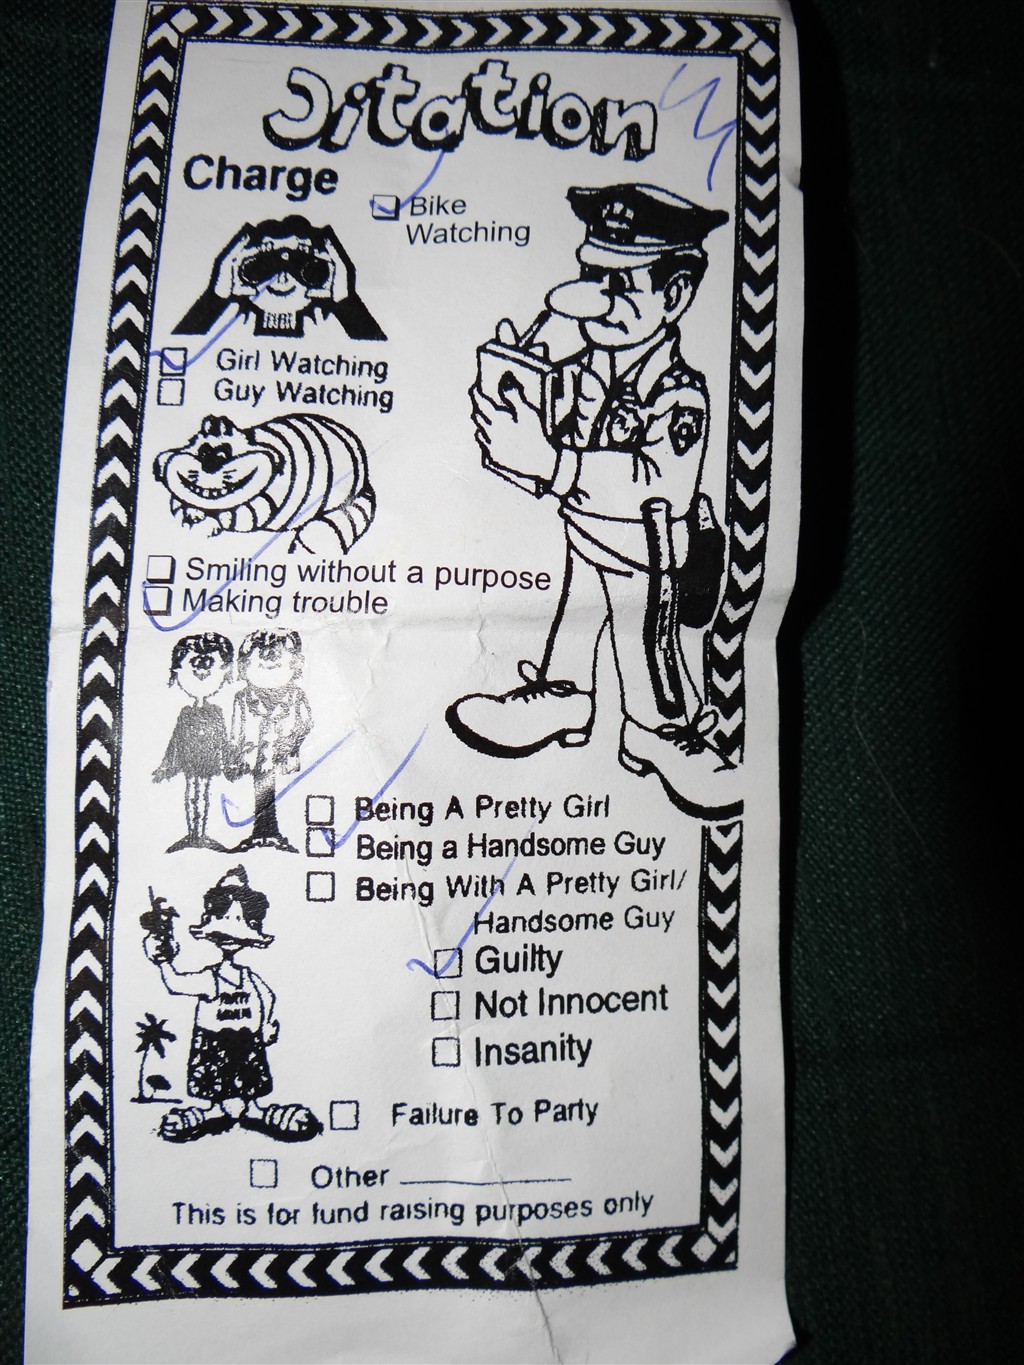 Citation
Charge
Bike
Watching
Girl Watching
Guy Watching
Smiling without a purpose
Making trouble
Being A Pretty Girl
Being a Handsome Guy
Being With A Pretty Girl/
Handsome Guy
Guilty
Not Innocent
Insanity
Failure To Party
Other
This is for fund raising purposes only